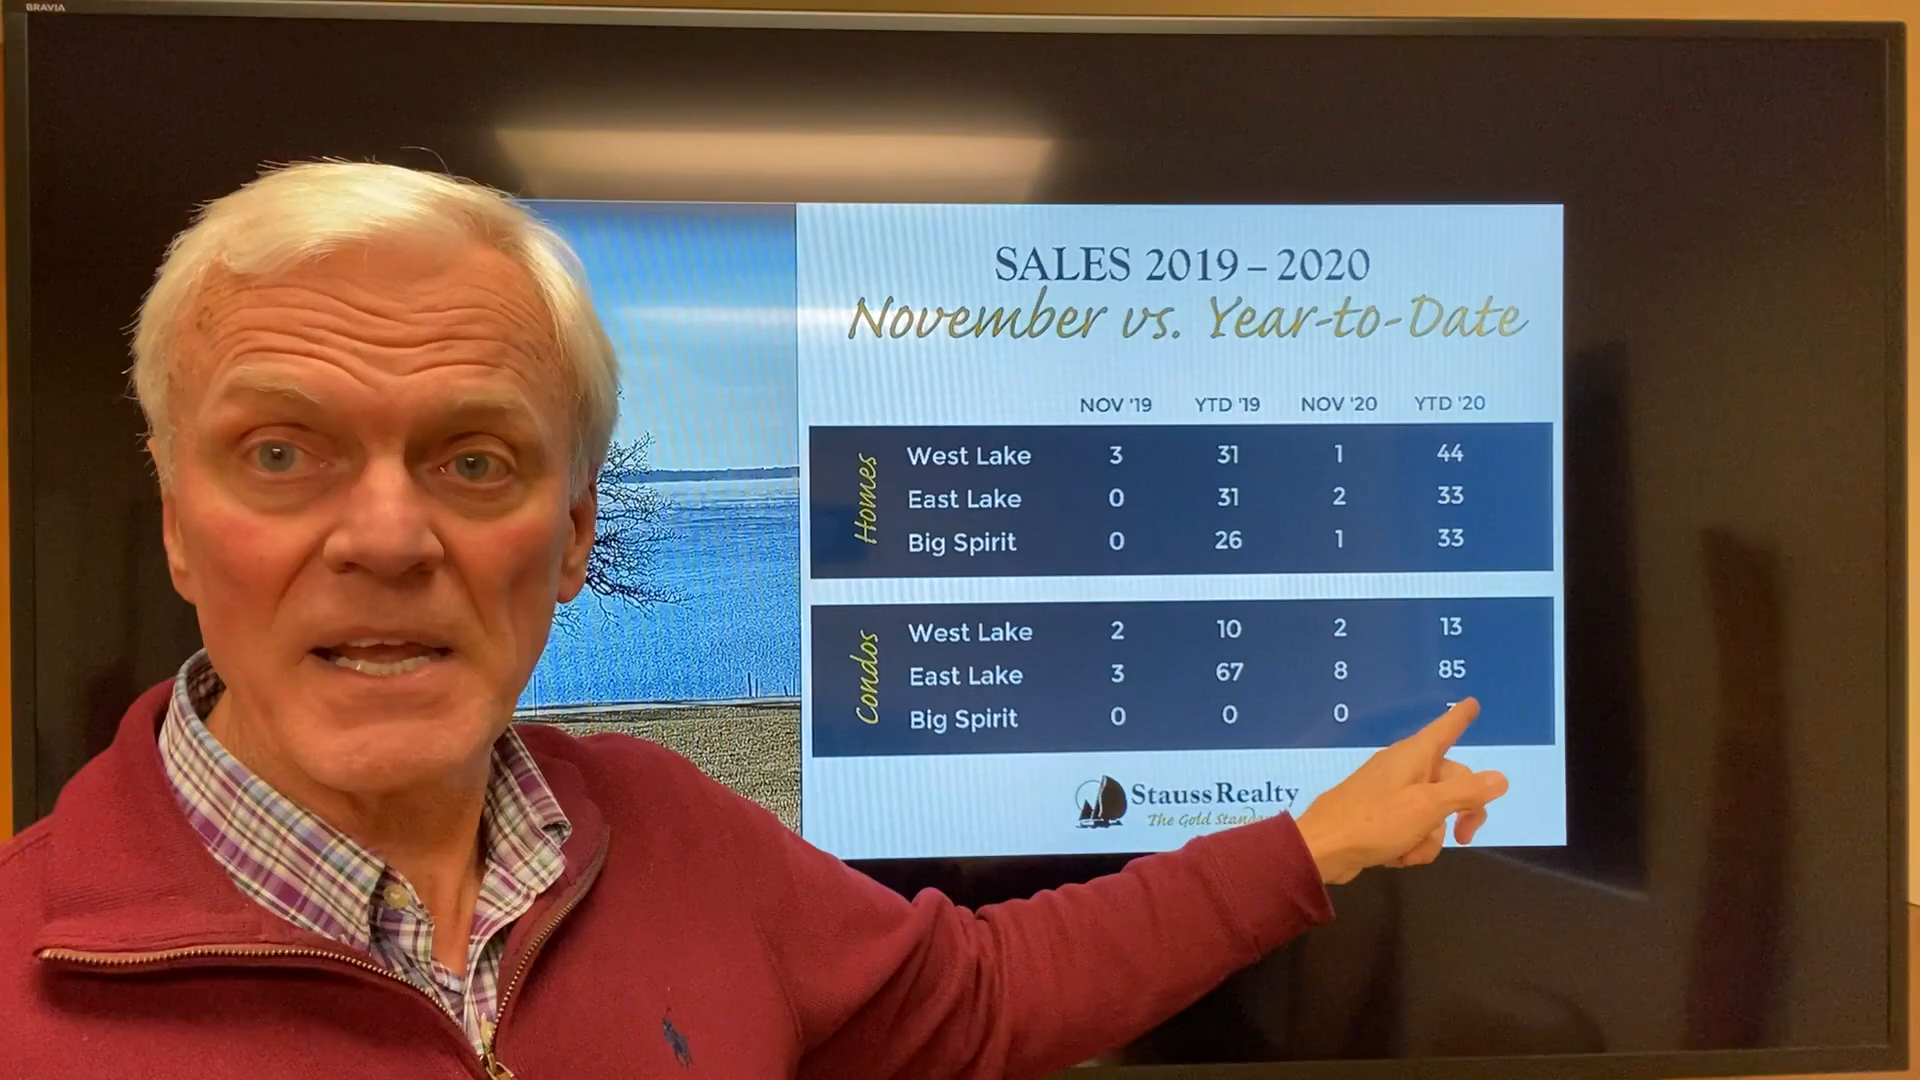 BRAVIA
SALES 2019 – 2020
November vs. Year-to-Date
NOV '19 YTD '19 NOV '20 YTD '20
Homes
West Lake 3 31 1 44
East Lake 0 31 2 33
Big Spirit 0 26 1 33
Condos
West Lake 2 10 2 13
East Lake 3 67 8 85
Big Spirit 0 0 0
Stauss Realty
The Gold